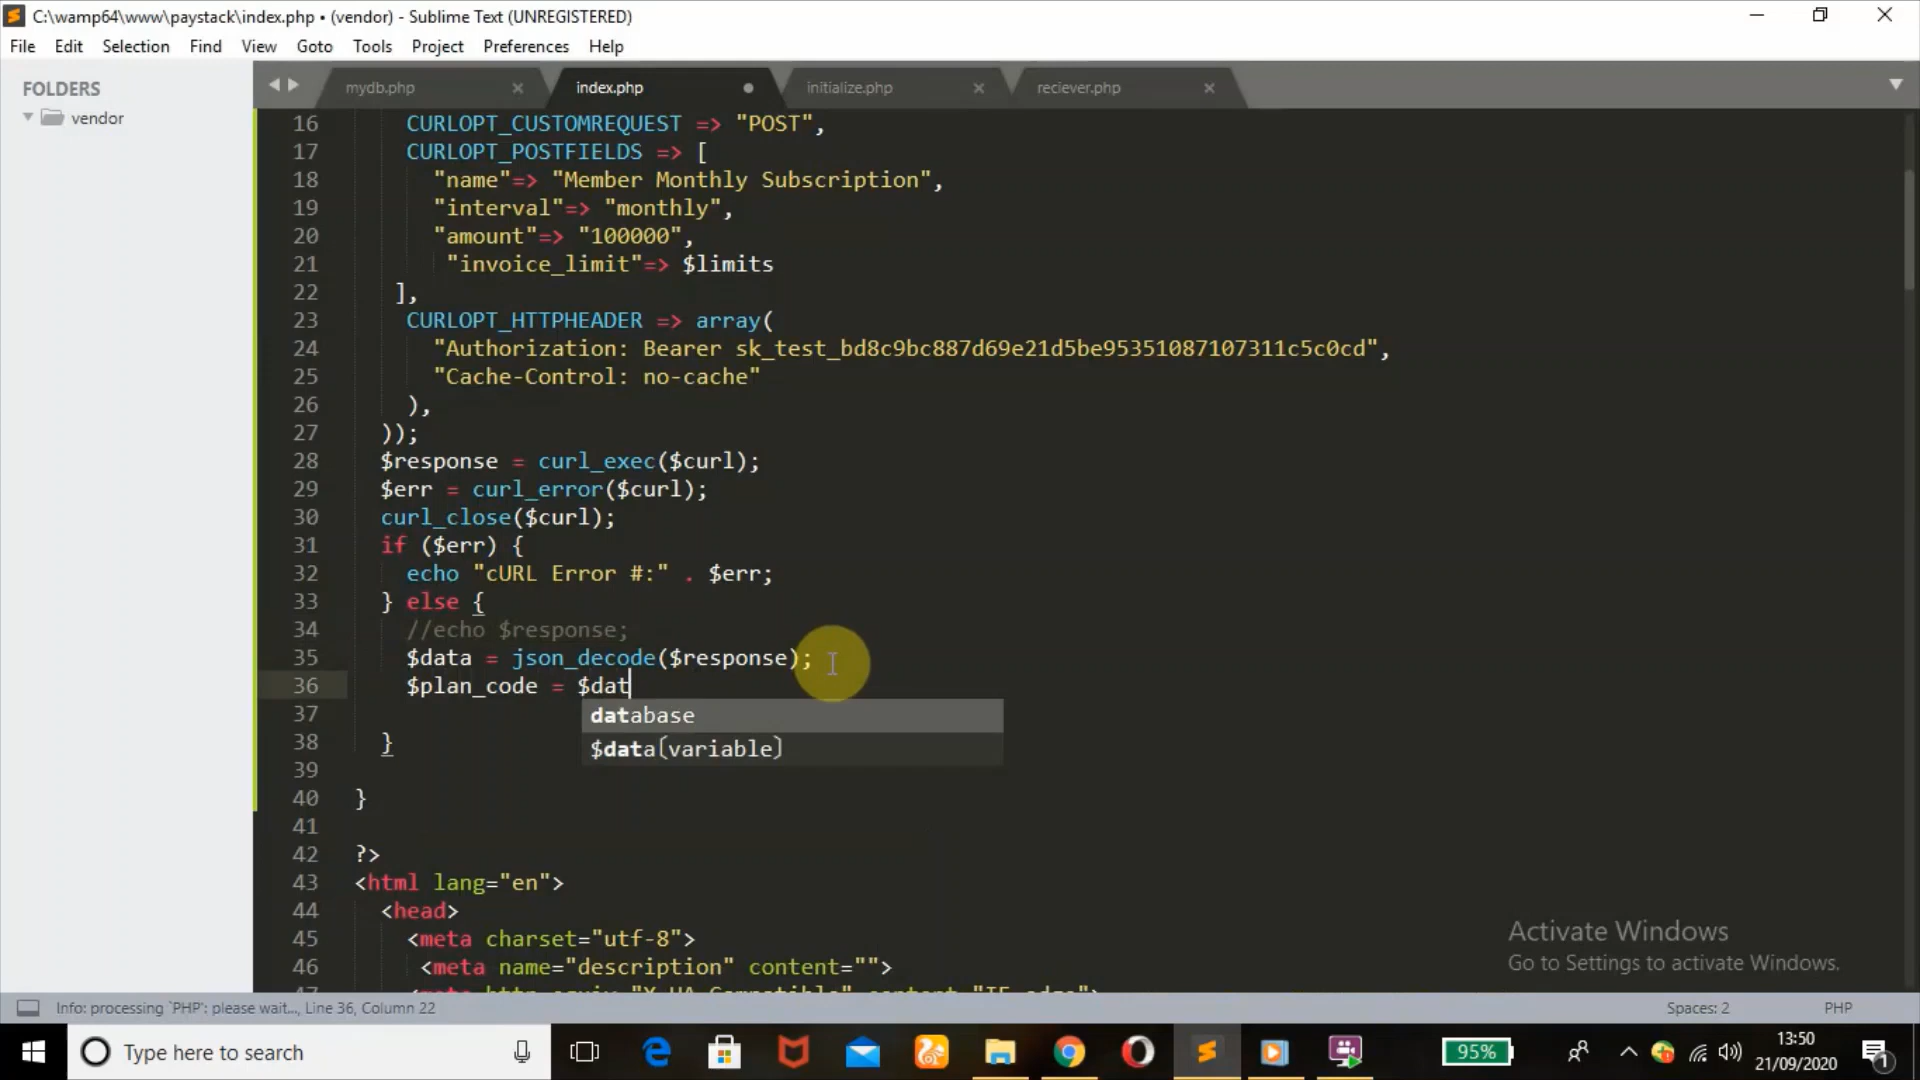 C:\wamp64\www\paystack\index.php • (vendor) - Sublime Text (UNREGISTERED)
File Edit Selection Find View Goto Tools Project Preferences Help
FOLDERS
vendor
mydb.php × index.php initialize.php × reciever.php ×
16 CURLOPT_CUSTOMREQUEST => "POST",
17 CURLOPT_POSTFIELDS => [
18 "name"=> "Member Monthly Subscription",
19 "interval"=> "monthly",
20 "amount"=> "100000",
21 "invoice_limit"=> $limits
22 ],
23 CURLOPT_HTTPHEADER => array(
24 "Authorization: Bearer sk_test_bd8c9bc887d69e21d5be95351087107311c5c0cd",
25 "Cache-Control: no-cache"
26 ),
27 ));
28 $response = curl_exec($curl);
29 $err = curl_error($curl);
30 curl_close($curl);
31 if ($err) {
32 echo "cURL Error #:" . $err;
33 } else {
34 //echo $response;
35 $data = json_decode($response);
36 $plan_code = $dat
37 database
38 } $data(variable)
39
40 }
41
42 ?>
43 <html lang="en">
44 <head>
45 <meta charset="utf-8">
46 <meta name="description" content="">
Activate Windows
Go to Settings to activate Windows.
Info: processing `PHP': please wait..., Line 36, Column 22 Spaces: 2 PHP
Type here to search
95%
13:50
21/09/2020
1